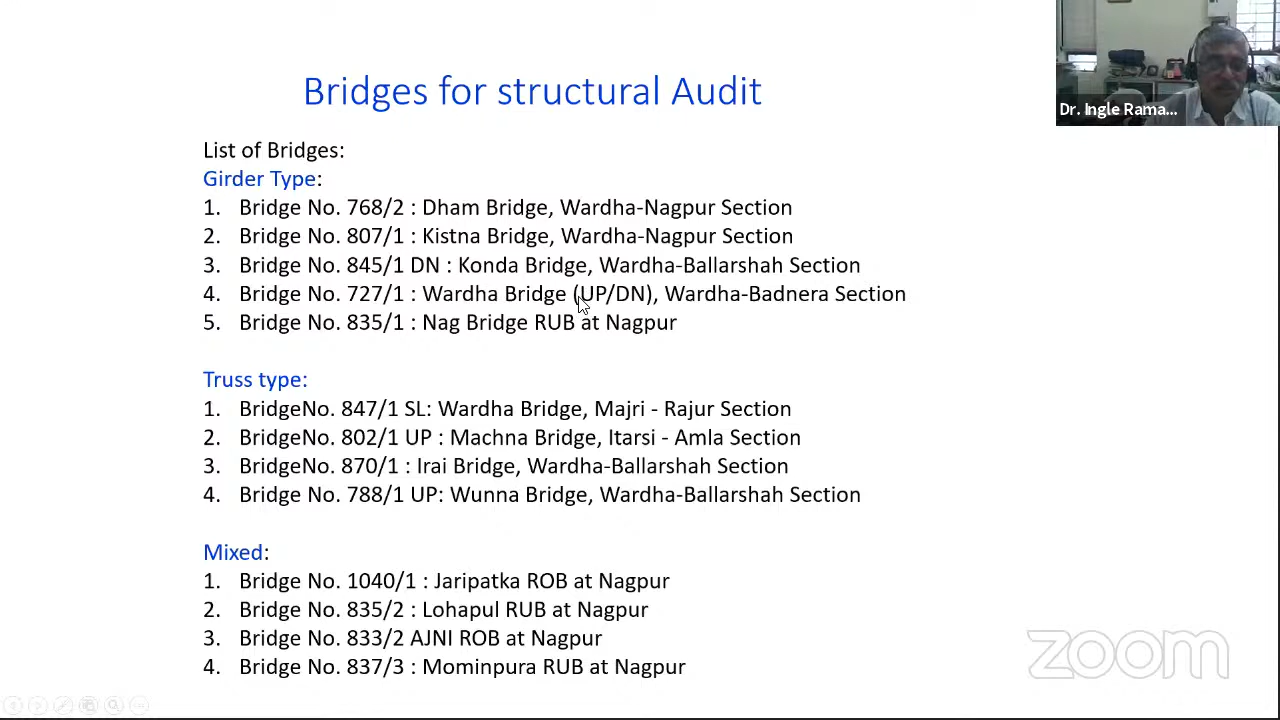 Bridges for structural Audit
Dr. Ingle Rama...
List of Bridges:
Girder Type:
1. Bridge No. 768/2 : Dham Bridge, Wardha-Nagpur Section
2. Bridge No. 807/1 : Kistna Bridge, Wardha-Nagpur Section
3. Bridge No. 845/1 DN : Konda Bridge, Wardha-Ballarshah Section
4. Bridge No. 727/1 : Wardha Bridge (UP/DN), Wardha-Badnera Section
5. Bridge No. 835/1 : Nag Bridge RUB at Nagpur
Truss type:
1. BridgeNo. 847/1 SL: Wardha Bridge, Majri - Rajur Section
2. BridgeNo. 802/1 UP : Machna Bridge, Itarsi - Amla Section
3. BridgeNo. 870/1 : Irai Bridge, Wardha-Ballarshah Section
4. Bridge No. 788/1 UP: Wunna Bridge, Wardha-Ballarshah Section
Mixed:
1. Bridge No. 1040/1 : Jaripatka ROB at Nagpur
2. Bridge No. 835/2 : Lohapul RUB at Nagpur
3. Bridge No. 833/2 AJNI ROB at Nagpur
4. Bridge No. 837/3 : Mominpura RUB at Nagpur
zoom